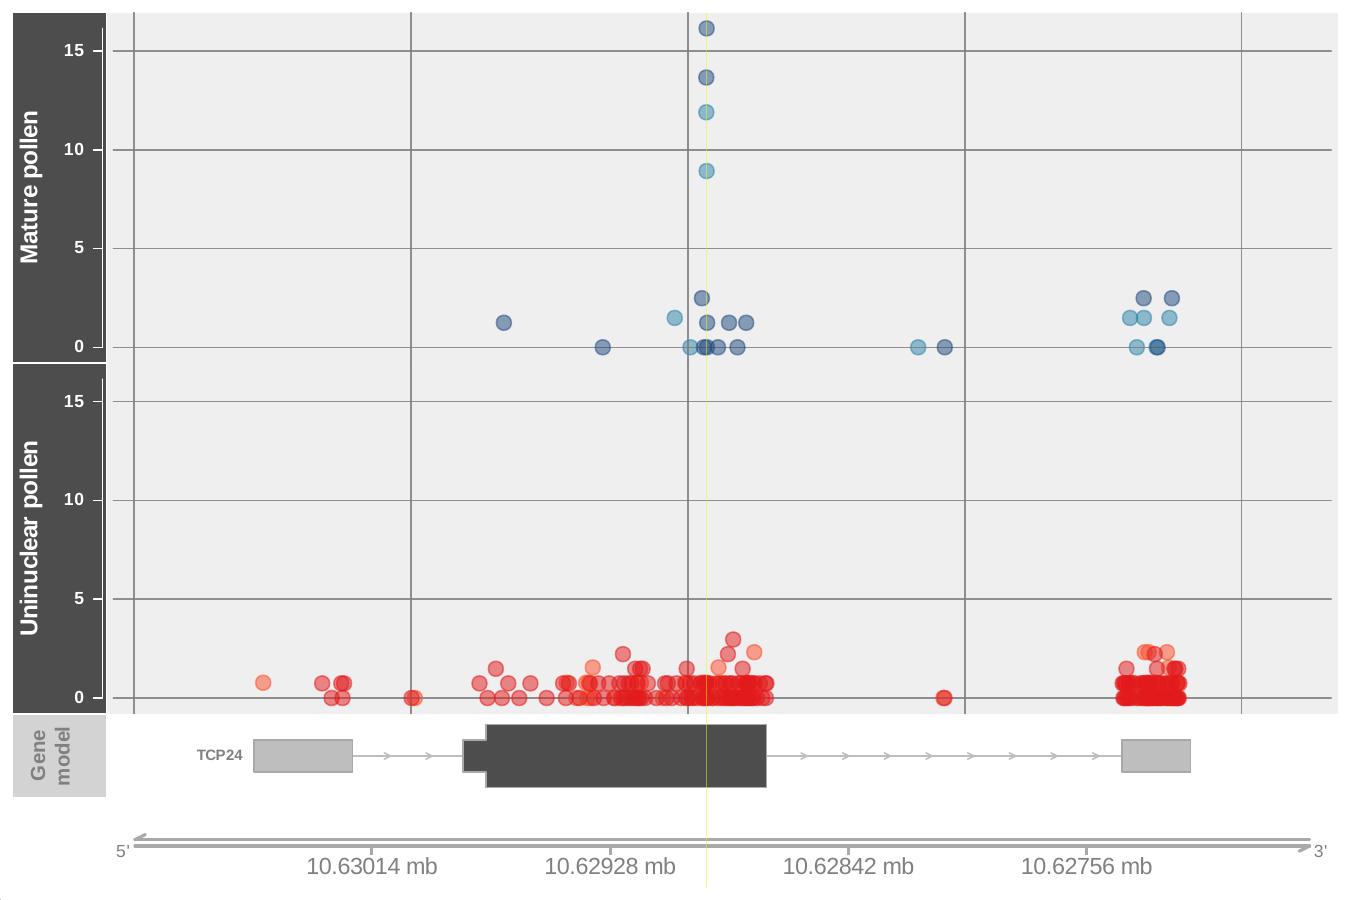 Mature pollen
15
10
5
0
Uninuclear pollen
15
10
5
0
Gene
model
TCP24
5'
3'
10.63014 mb
10.62928 mb
10.62842 mb
10.62756 mb